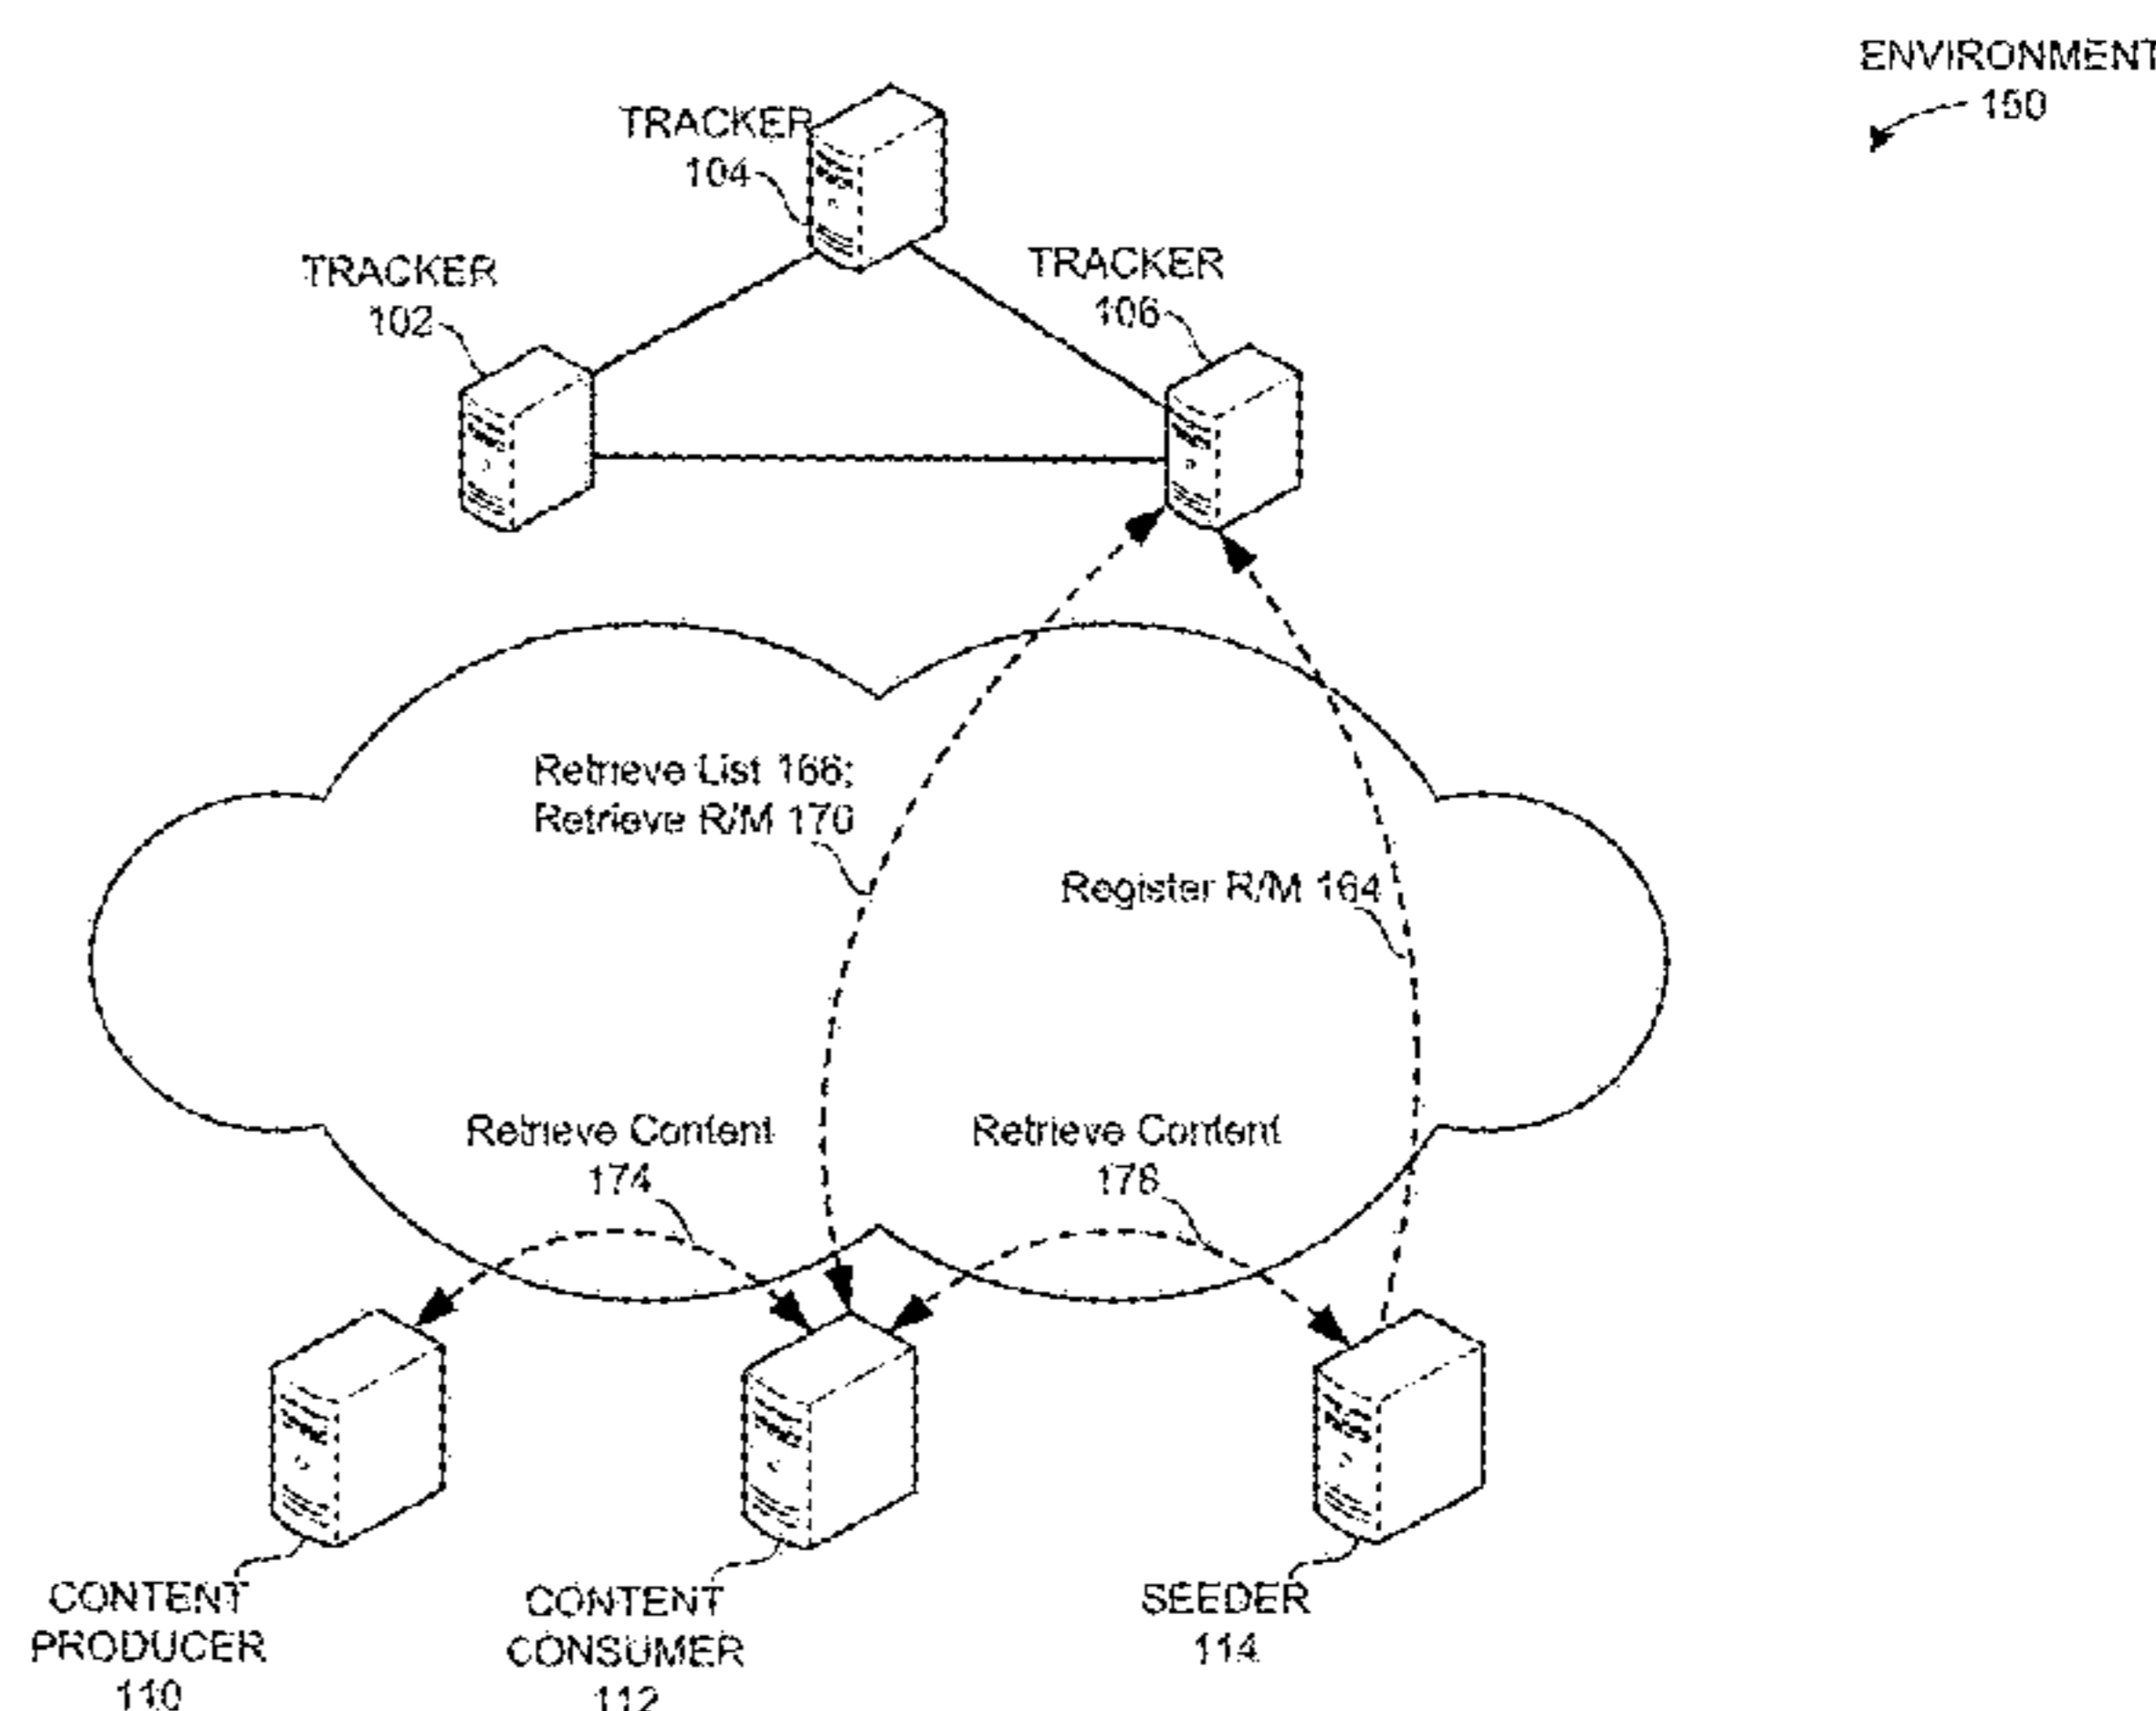 ENVIRONMENT
150
TRACKER
104
TRACKER
106
TRACKER
102
Retrieve List 166;
Retrieve R/M 170
Register R/M 164
Retrieve Content
174
Retrieve Content
178
CONTENT
PRODUCER
110
CONTENT
CONSUMER
112
SEEDER
114